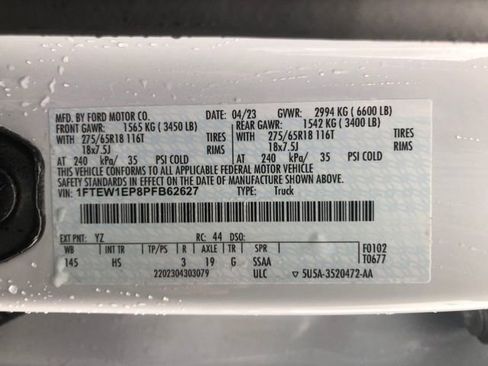 MFD. BY FORD MOTOR CO. DATE: 04/23 GVWR: 2994 KG ( 6600 LB)
FRONT GAWR: 1565 KG ( 3450 LB) REAR GAWR: 1542 KG ( 3400 LB)
WITH 275/65R18 116T TIRES WITH 275/65R18 116T TIRES
18x7.5J RIMS 18x7.5J RIMS
AT 240 kPa/ 35 PSI COLD AT 240 kPa/ 35 PSI COLD
THIS VEHICLE CONFORMS TO ALL APPLICABLE FEDERAL MOTOR VEHICLE
SAFETY STANDARDS IN EFFECT ON THE DATE OF MANUFACTURE SHOWN ABOVE.
VIN: 1FTEW1EP8PFB62627 TYPE: Truck
EXT PNT: YZ RC: 44 DSO:
WB INT TR TP/PS R AXLE TR SPR F0102
145 HS 3 19 G SSAA T0677
2202304303079 ULC 5U5A-3520472-AA